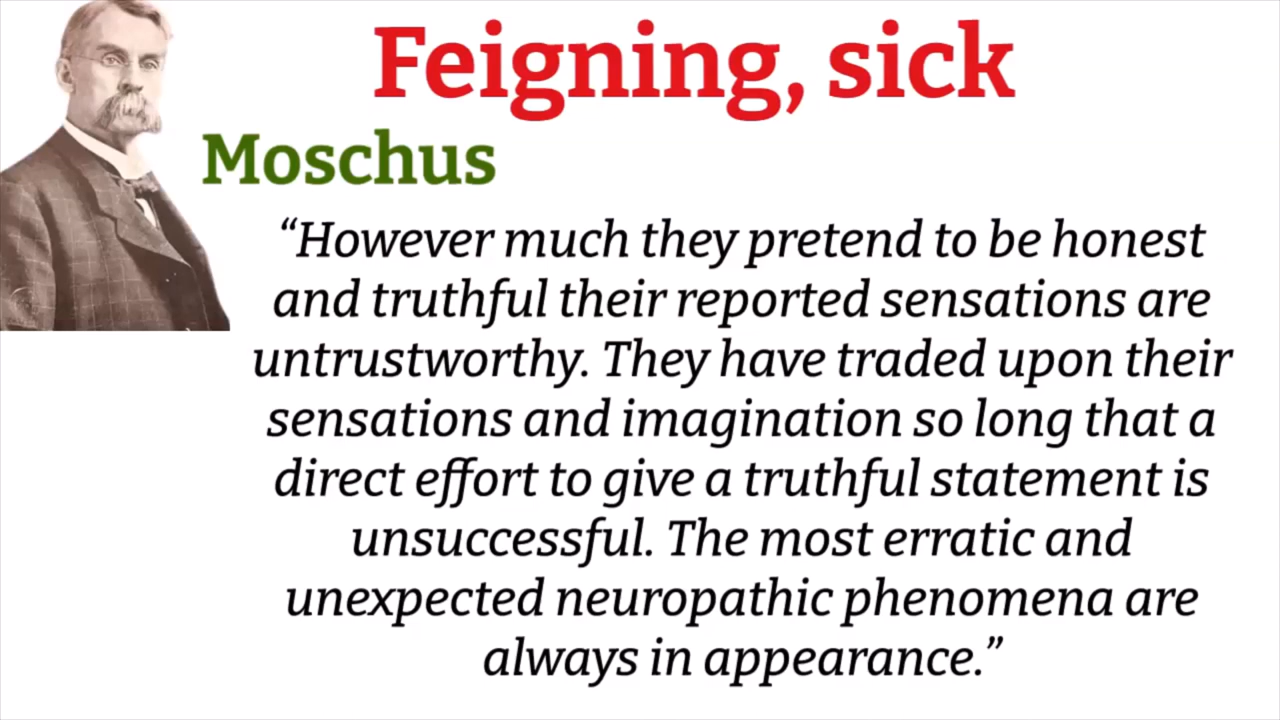 Feigning, sick
Moschus
“However much they pretend to be honest
and truthful their reported sensations are
untrustworthy. They have traded upon their
sensations and imagination so long that a
direct effort to give a truthful statement is
unsuccessful. The most erratic and
unexpected neuropathic phenomena are
always in appearance.”